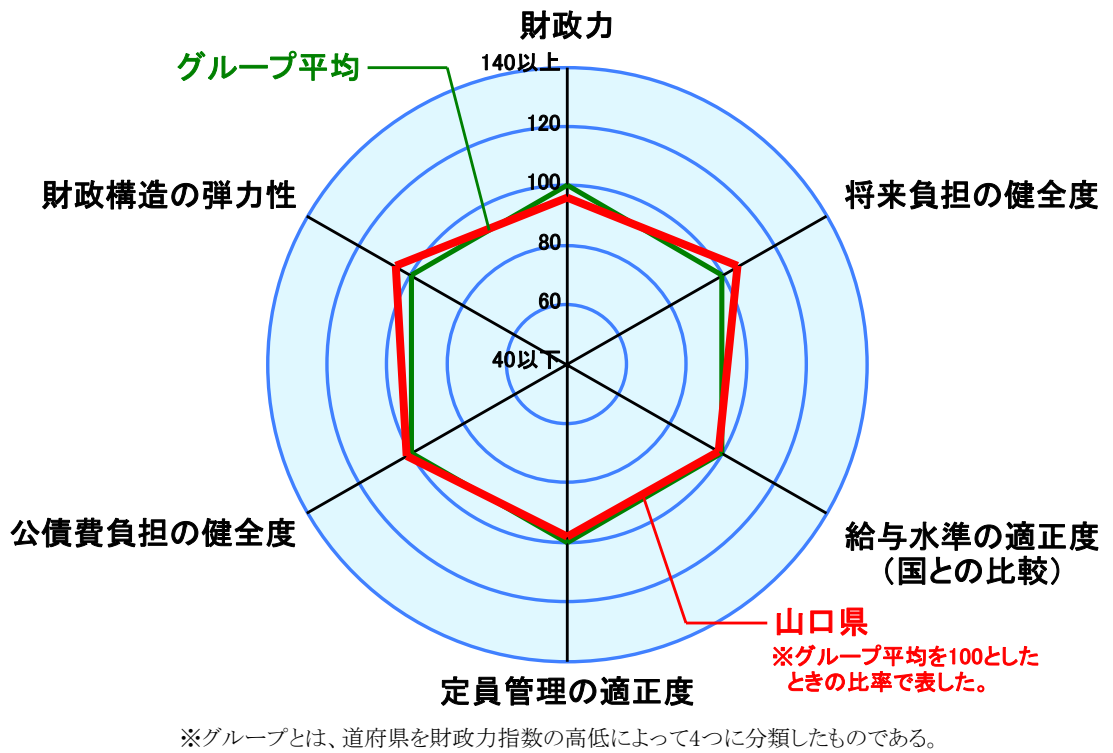 財政力
グループ平均
140以上
120
100
80
60
40以下
財政構造の弾力性
将来負担の健全度
公債費負担の健全度
給与水準の適正度
（国との比較）
山口県
※グループ平均を100とした
ときの比率で表した。
定員管理の適正度
※グループとは、道府県を財政力指数の高低によって4つに分類したものである。